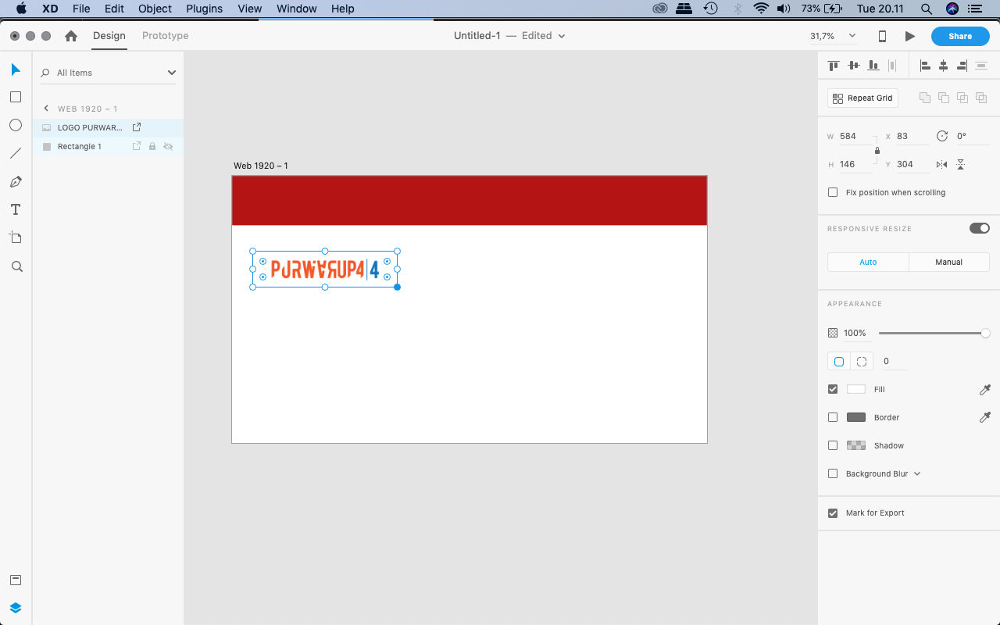 XD File Edit Object Plugins View Window Help 73% Tue 20.11
Design Prototype Untitled-1 — Edited 31,7% Share
All Items
WEB 1920 – 1
LOGO PURWAR...
Rectangle 1
Web 1920 – 1
PURWARUP4|4
Repeat Grid
W 584 X 83 0°
H 146 Y 304
Fix position when scrolling
RESPONSIVE RESIZE
Auto Manual
APPEARANCE
100%
0
Fill
Border
Shadow
Background Blur
Mark for Export